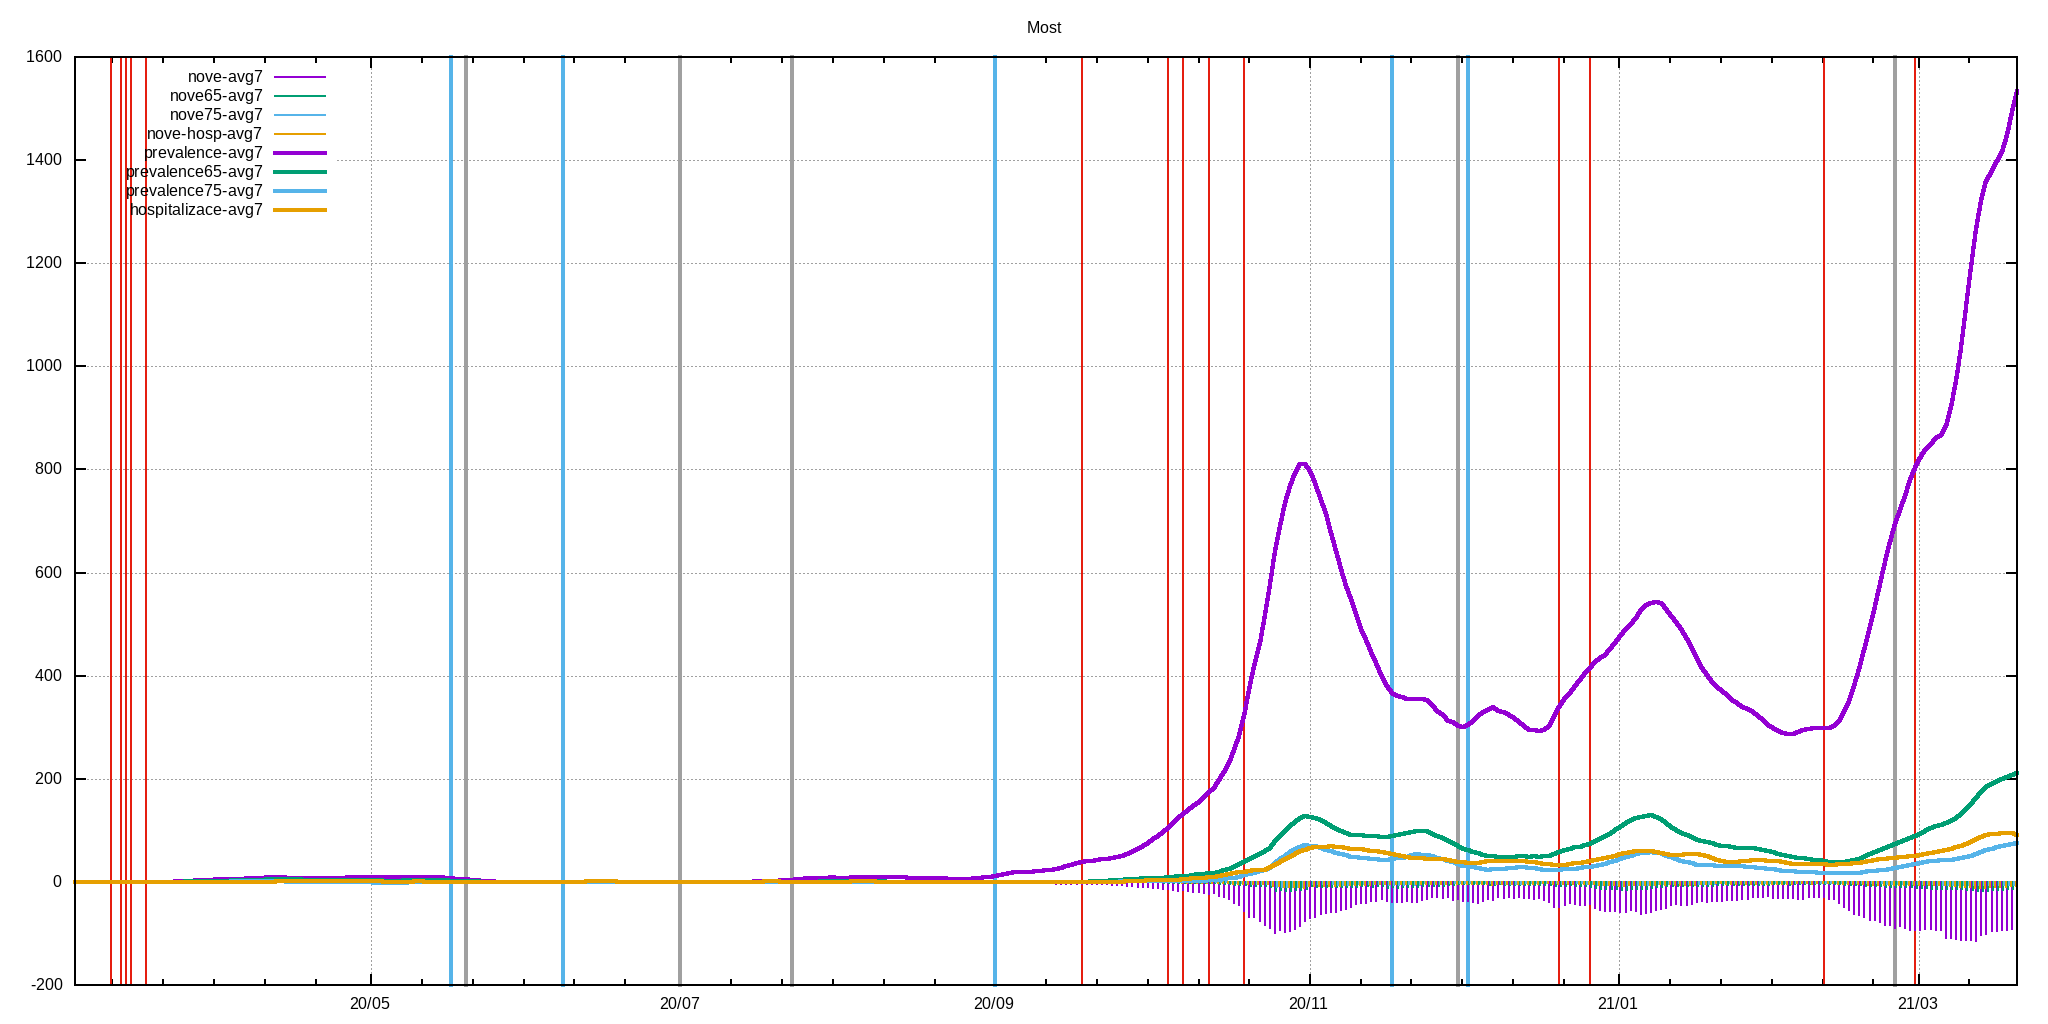 Most
1600
1400
1200
1000
800
600
400
200
0
-200
nove-avg7
nove65-avg7
nove75-avg7
nove-hosp-avg7
prevalence-avg7
prevalence65-avg7
prevalence75-avg7
hospitalizace-avg7
20/05 20/07 20/09 20/11 21/01 21/03